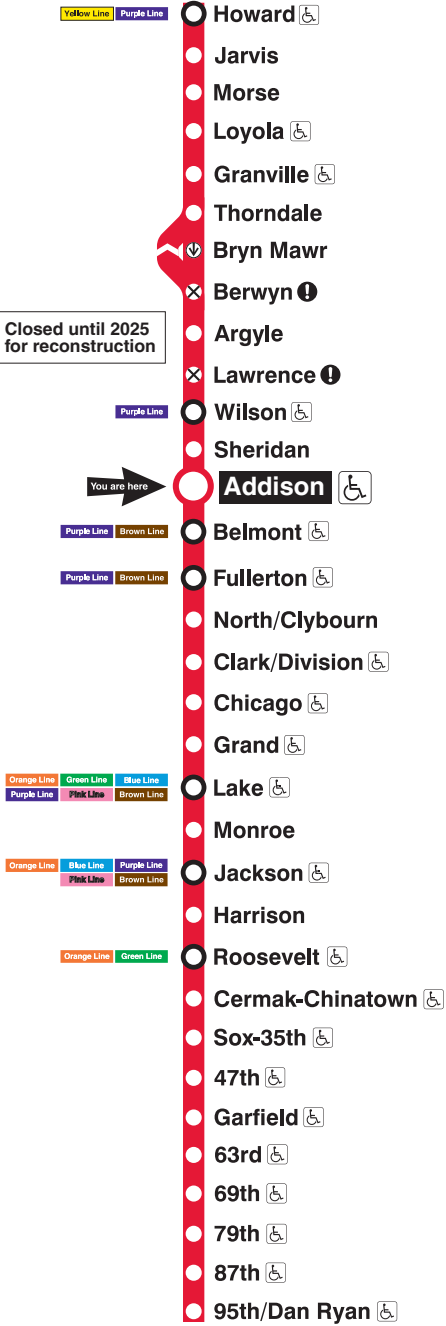 Yellow Line Purple Line Howard
Jarvis
Morse
Loyola
Granville
Thorndale
Bryn Mawr
Berwyn
Closed until 2025
for reconstruction
Argyle
Lawrence
Purple Line Wilson
Sheridan
You are here Addison
Purple Line Brown Line Belmont
Purple Line Brown Line Fullerton
North/Clybourn
Clark/Division
Chicago
Grand
Orange Line Green Line Blue Line
Purple Line Pink Line Brown Line Lake
Monroe
Orange Line Blue Line Purple Line
Pink Line Brown Line Jackson
Harrison
Orange Line Green Line Roosevelt
Cermak-Chinatown
Sox-35th
47th
Garfield
63rd
69th
79th
87th
95th/Dan Ryan